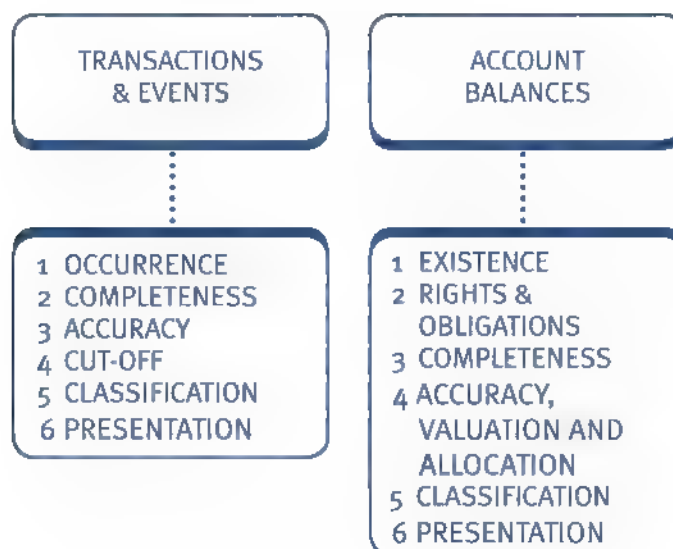 TRANSACTIONS
& EVENTS
1 OCCURRENCE
2 COMPLETENESS
3 ACCURACY
4 CUT-OFF
5 CLASSIFICATION
6 PRESENTATION
ACCOUNT
BALANCES
1 EXISTENCE
2 RIGHTS &
OBLIGATIONS
3 COMPLETENESS
4 ACCURACY,
VALUATION AND
ALLOCATION
5 CLASSIFICATION
6 PRESENTATION